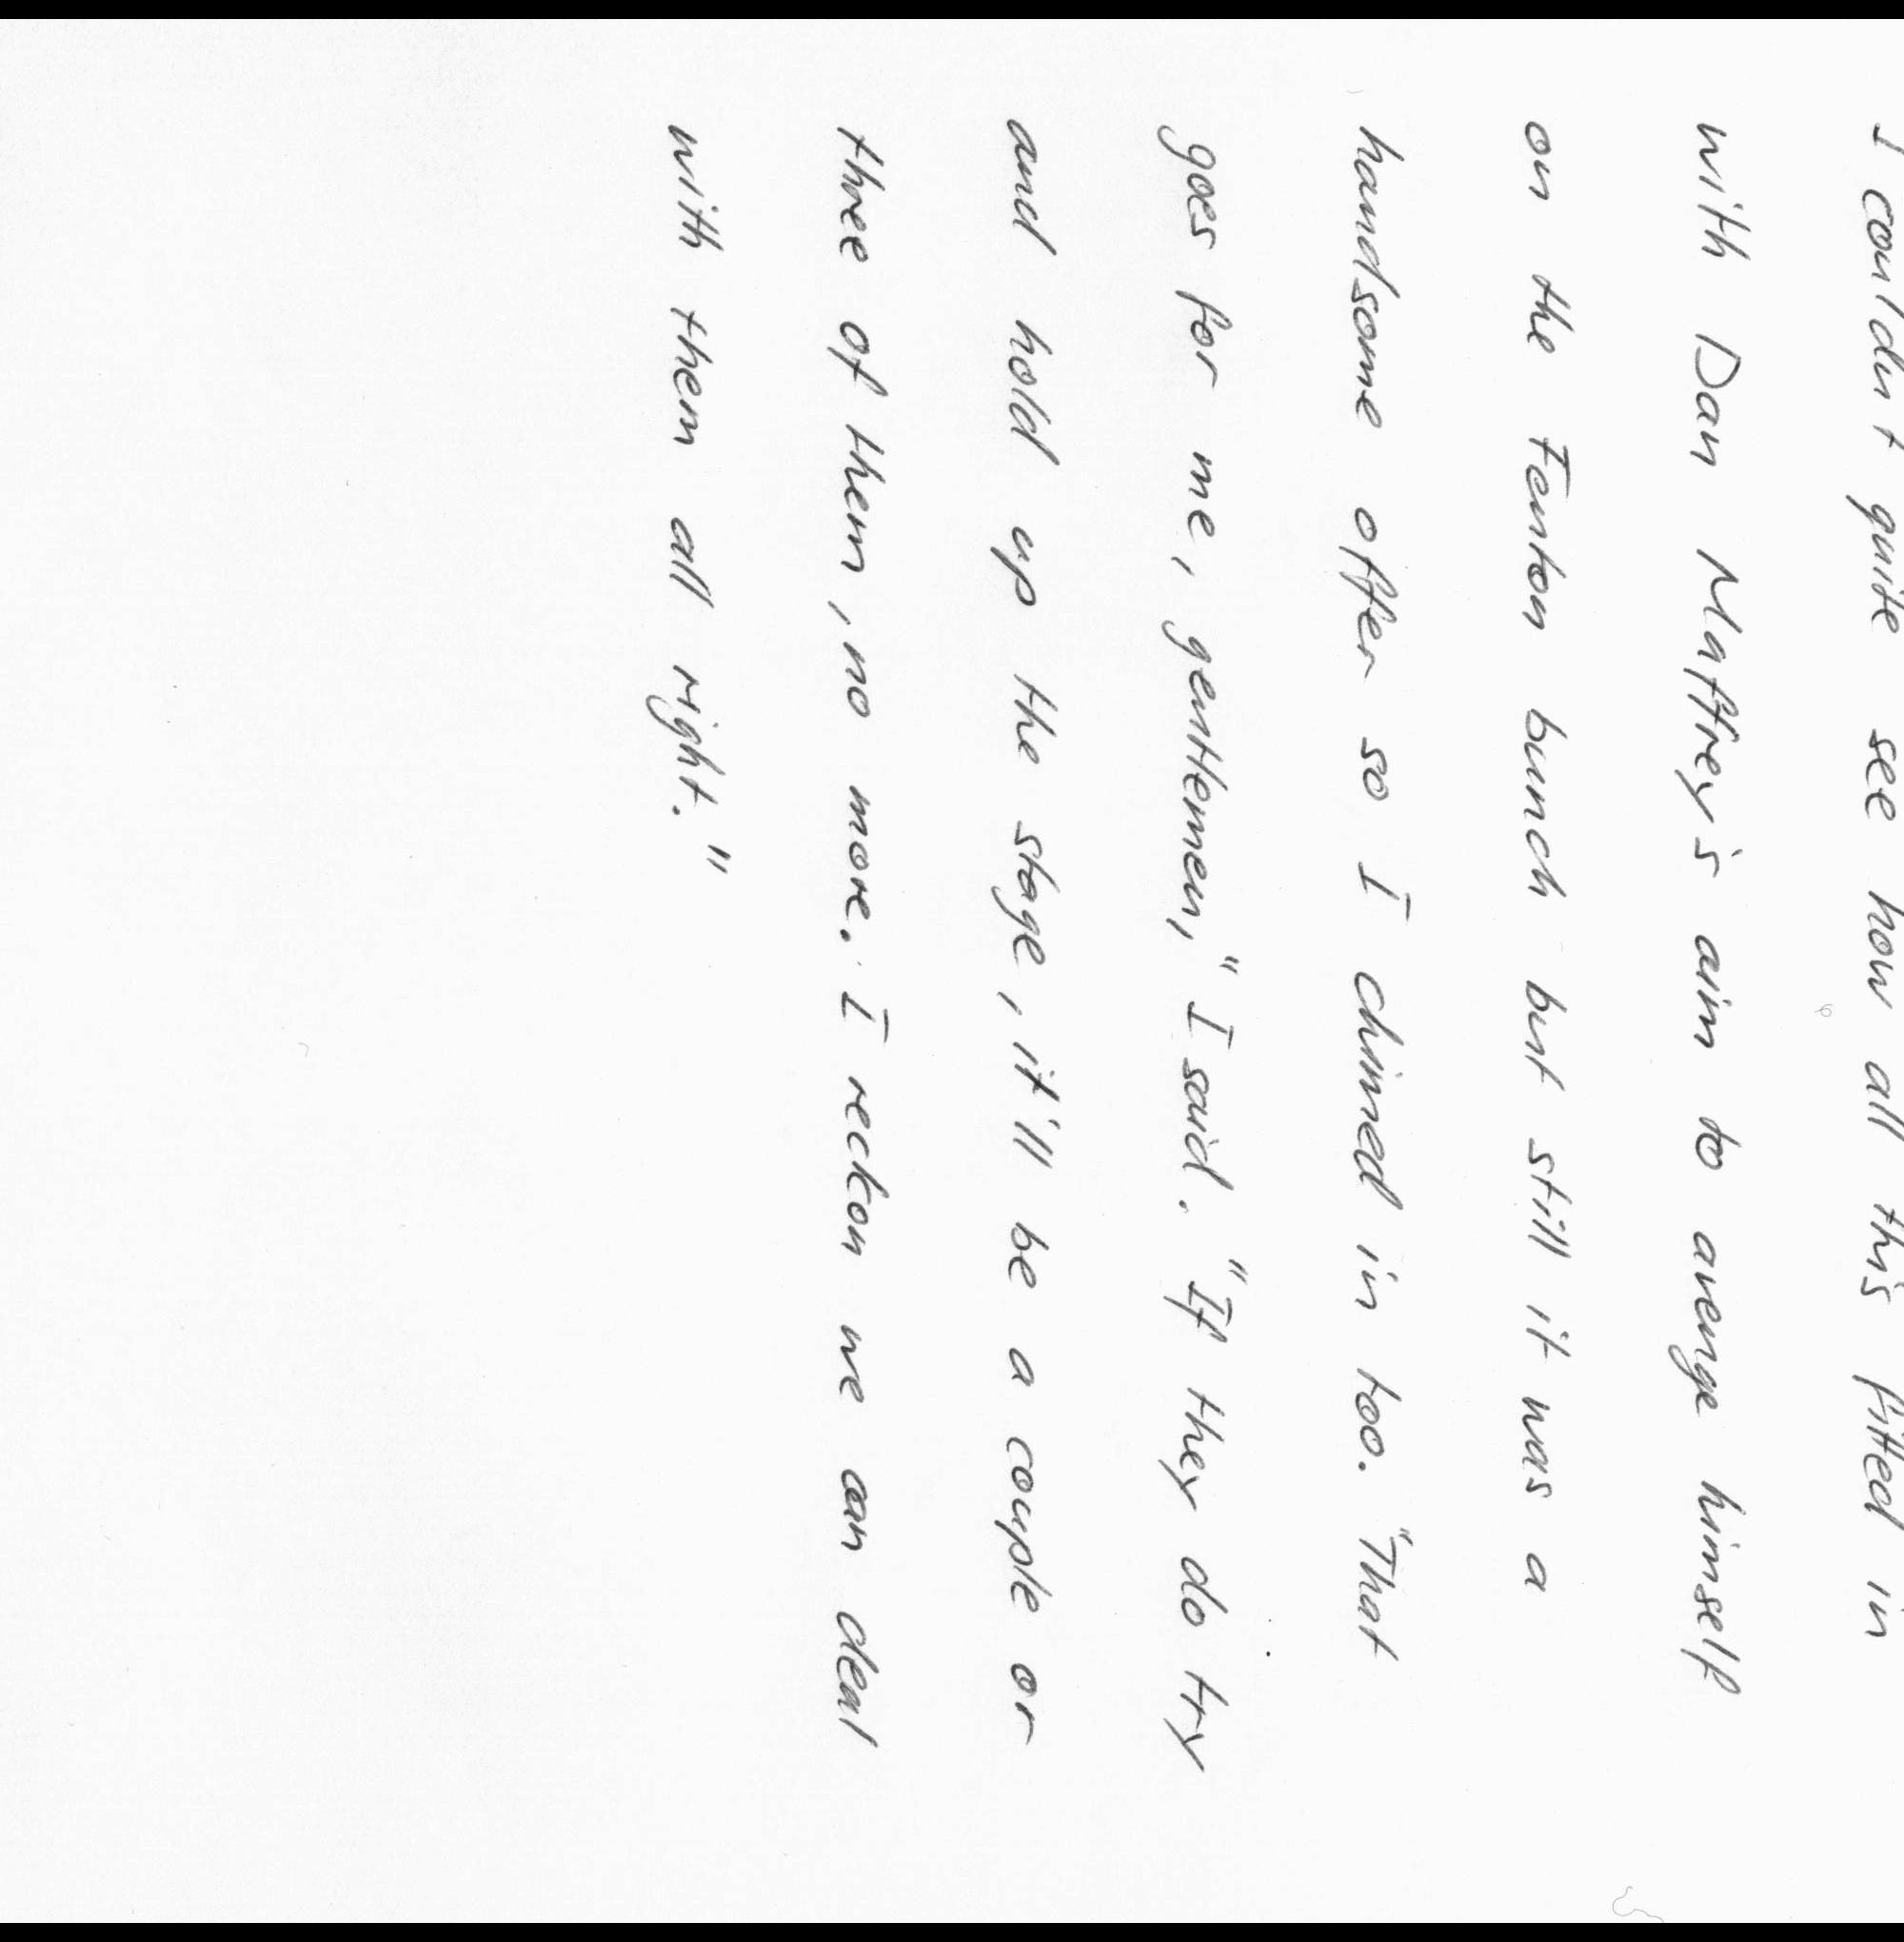 I couldn't quite see how all this fitted in
with Dan Maffrey's aim to avenge himself
on the Fenton bunch but still it was a
handsome offer so I chimed in too. "That
goes for me, gentlemen," I said. "If they do try
and hold up the stage, it'll be a couple or
three of them, no more. I reckon we can deal
with them all right."